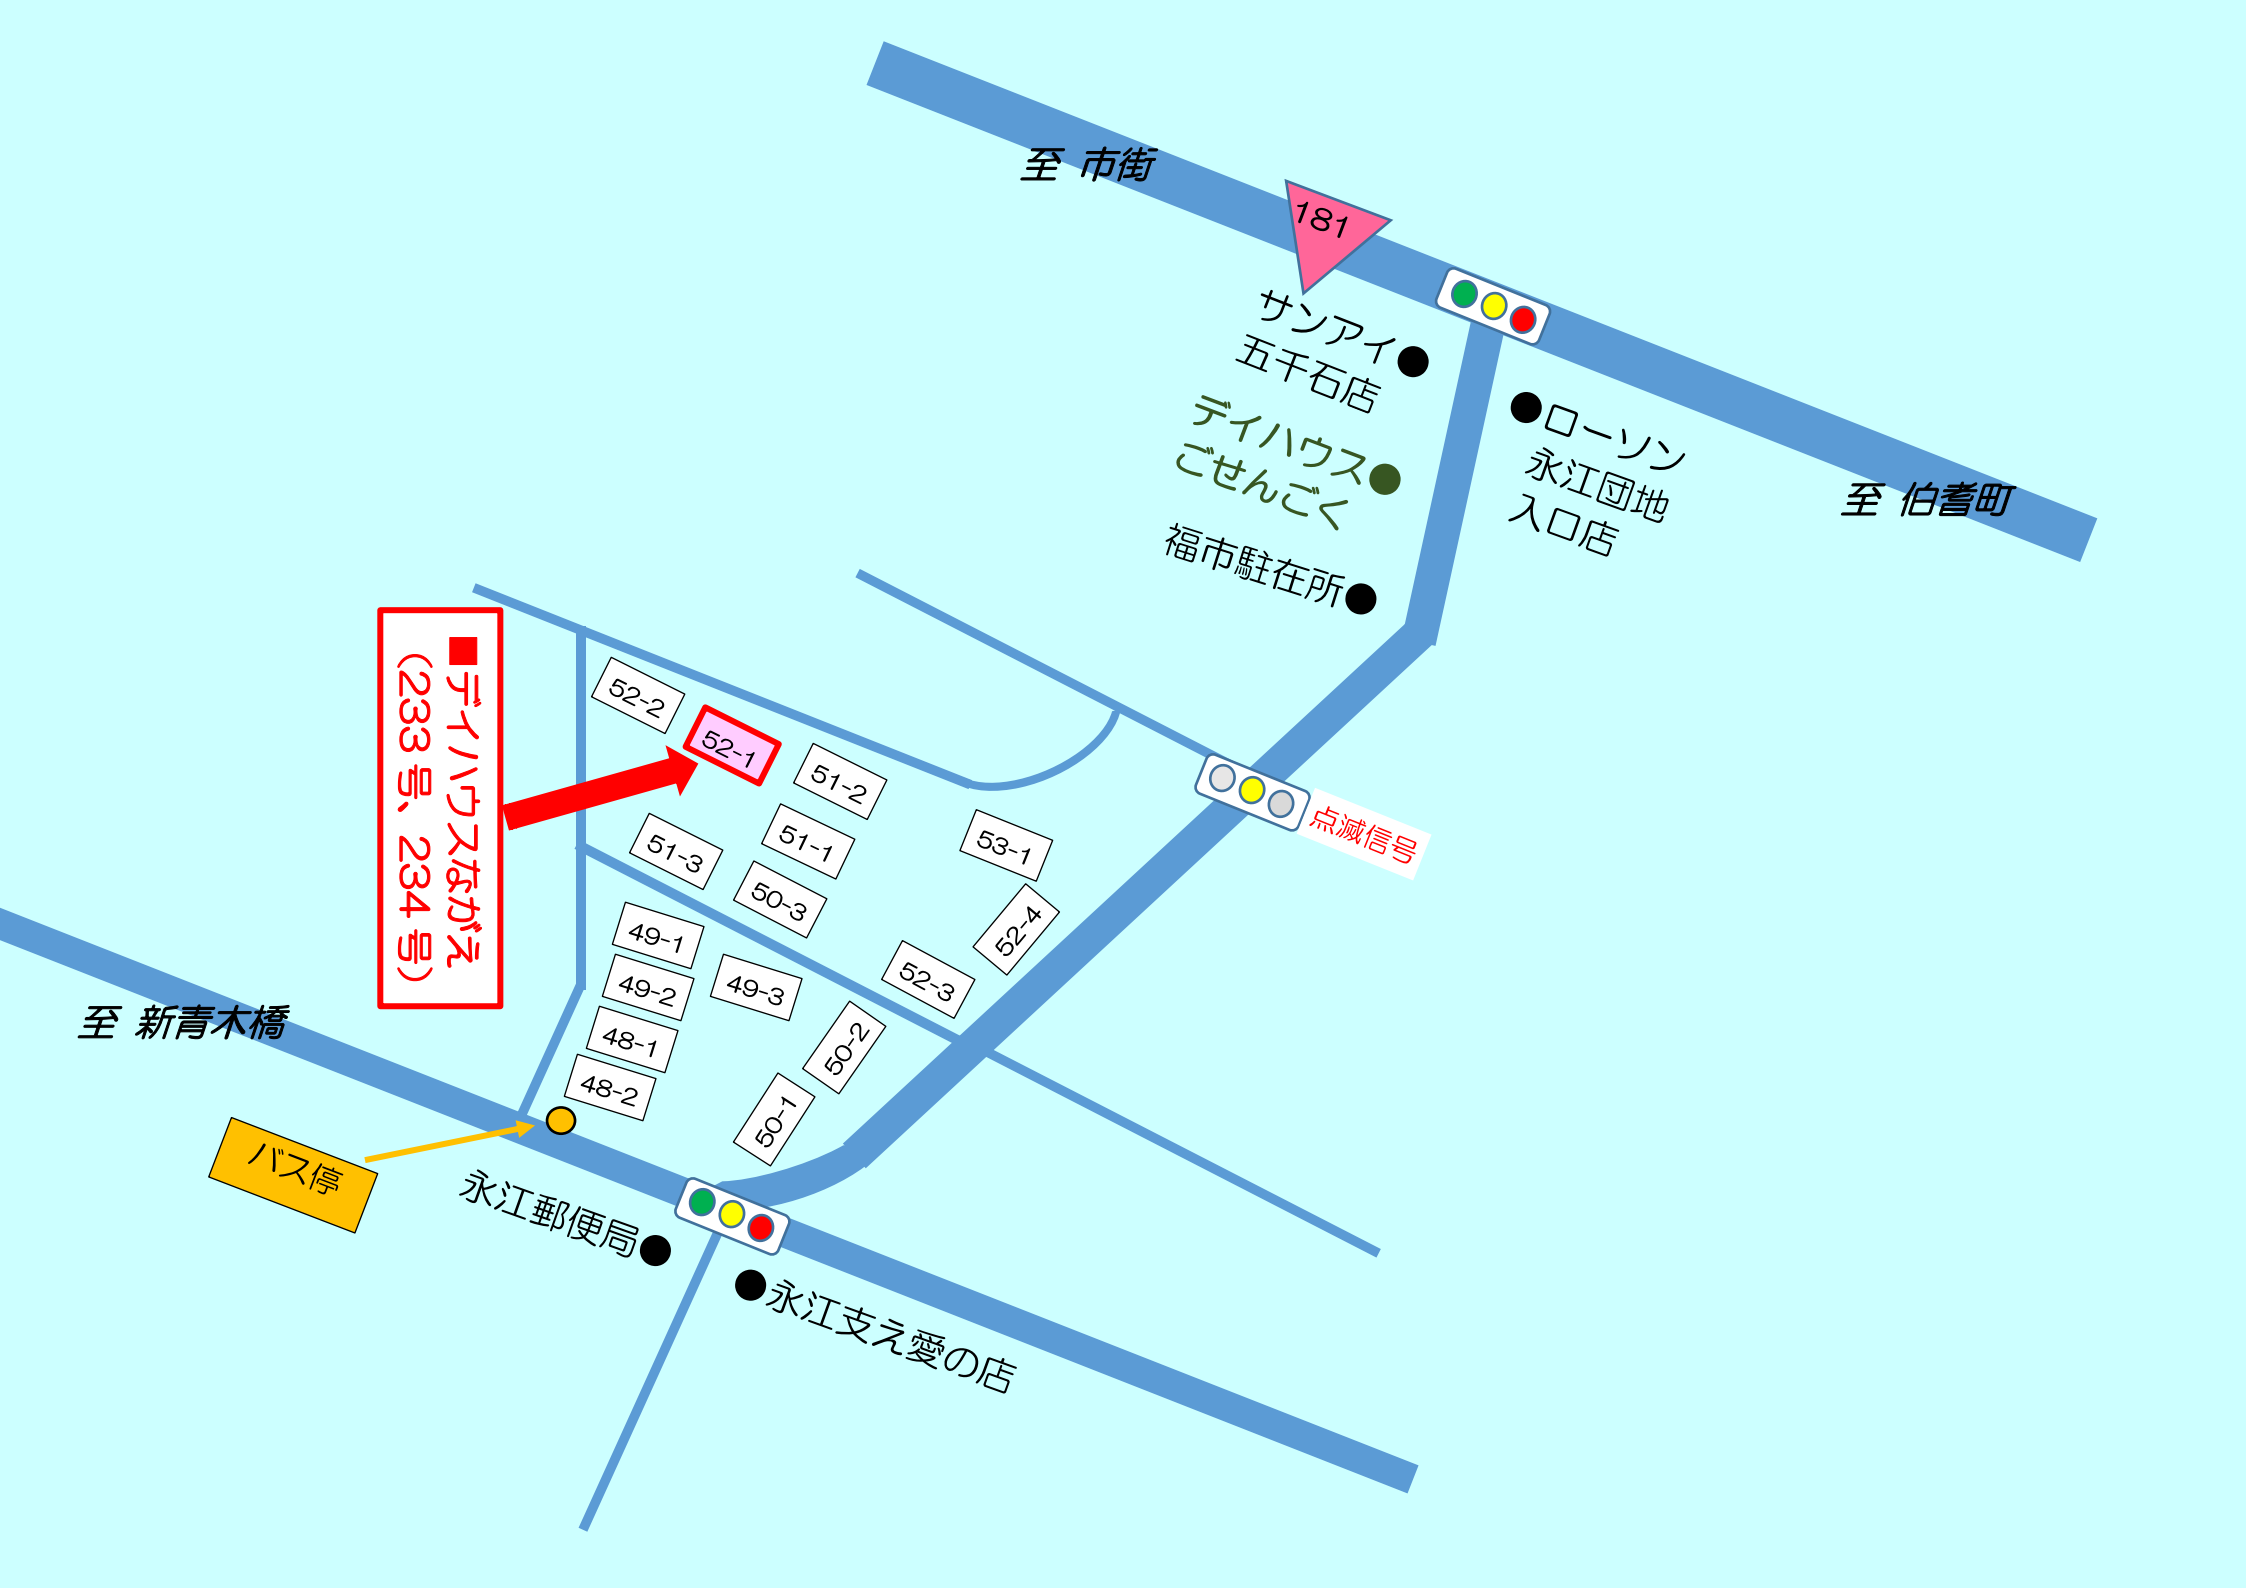 至 市街
181
サンアイ
五千石店
ローソン
永江団地
入口店
デイハウス
ごせんごく
至 伯耆町
福市駐在所
■デイハウスながえ
（233号、234号）
52-2
52-1
51-2
51-1
51-3
50-3
53-1
点滅信号
52-4
52-3
49-1
49-2
49-3
48-1
48-2
50-2
50-1
至 新青木橋
バス停
永江郵便局
永江支え愛の店